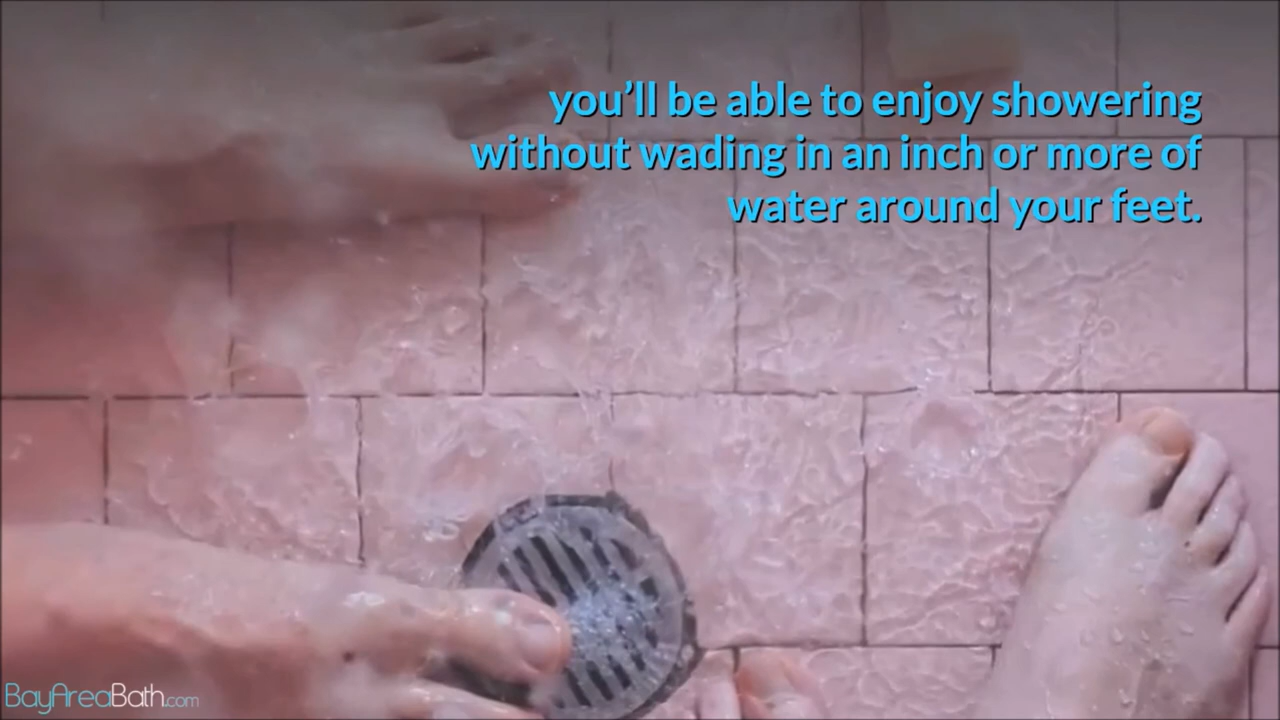 you'll be able to enjoy showering
without wading in an inch or more of
water around your feet.
BayAreaBath.com